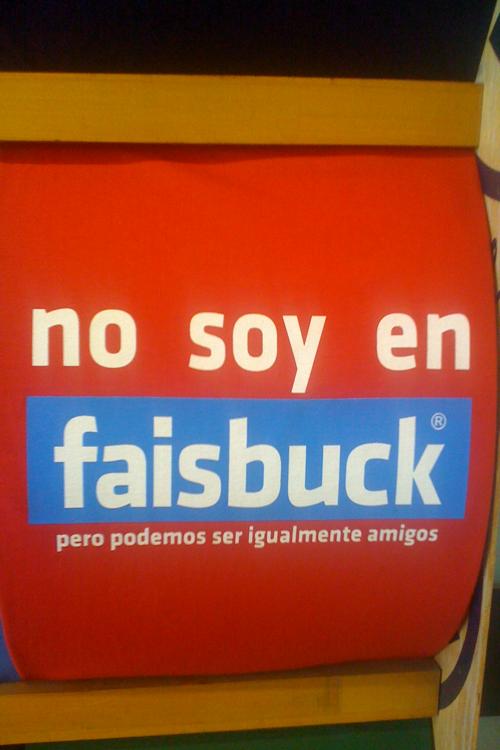 no soy en
faisbuck®
pero podemos ser igualmente amigos